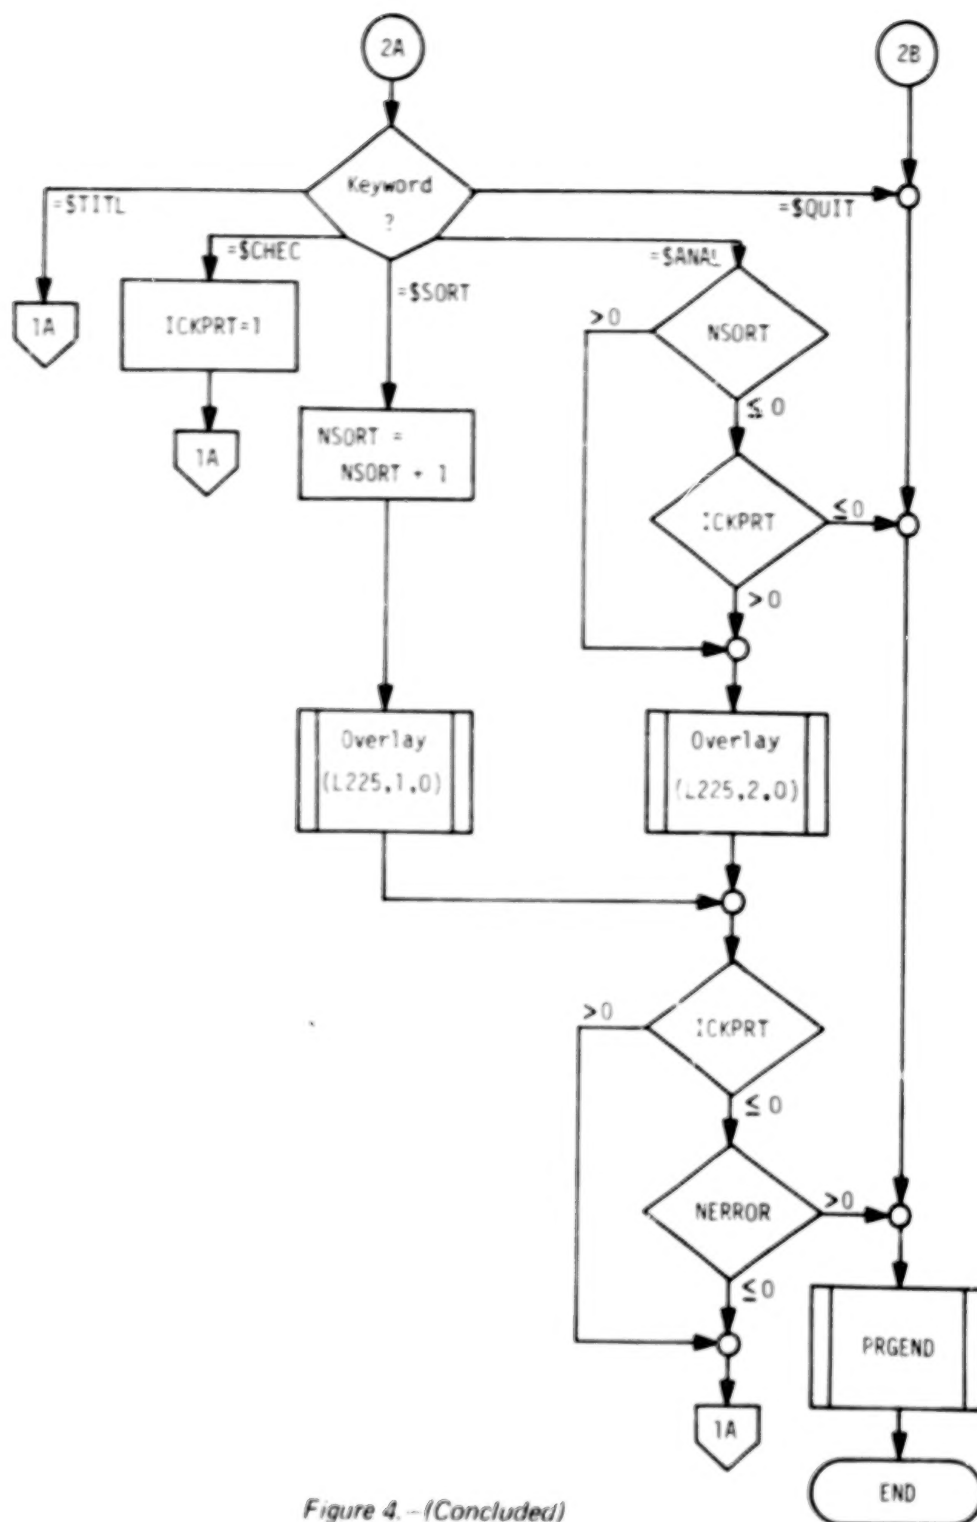 2A
2B
Keyword
?
=$TITL
=$QUIT
=$CHEC
=$ANAL
=$SORT
1A
ICKPRT=1
>0
NSORT
≤0
1A
NSORT =
NSORT + 1
ICKPRT
≤0
>0
Overlay
(L225,1,0)
Overlay
(L225,2,0)
>0
ICKPRT
≤0
NERROR
>0
≤0
PRGEND
1A
END
Figure 4. -- (Concluded)